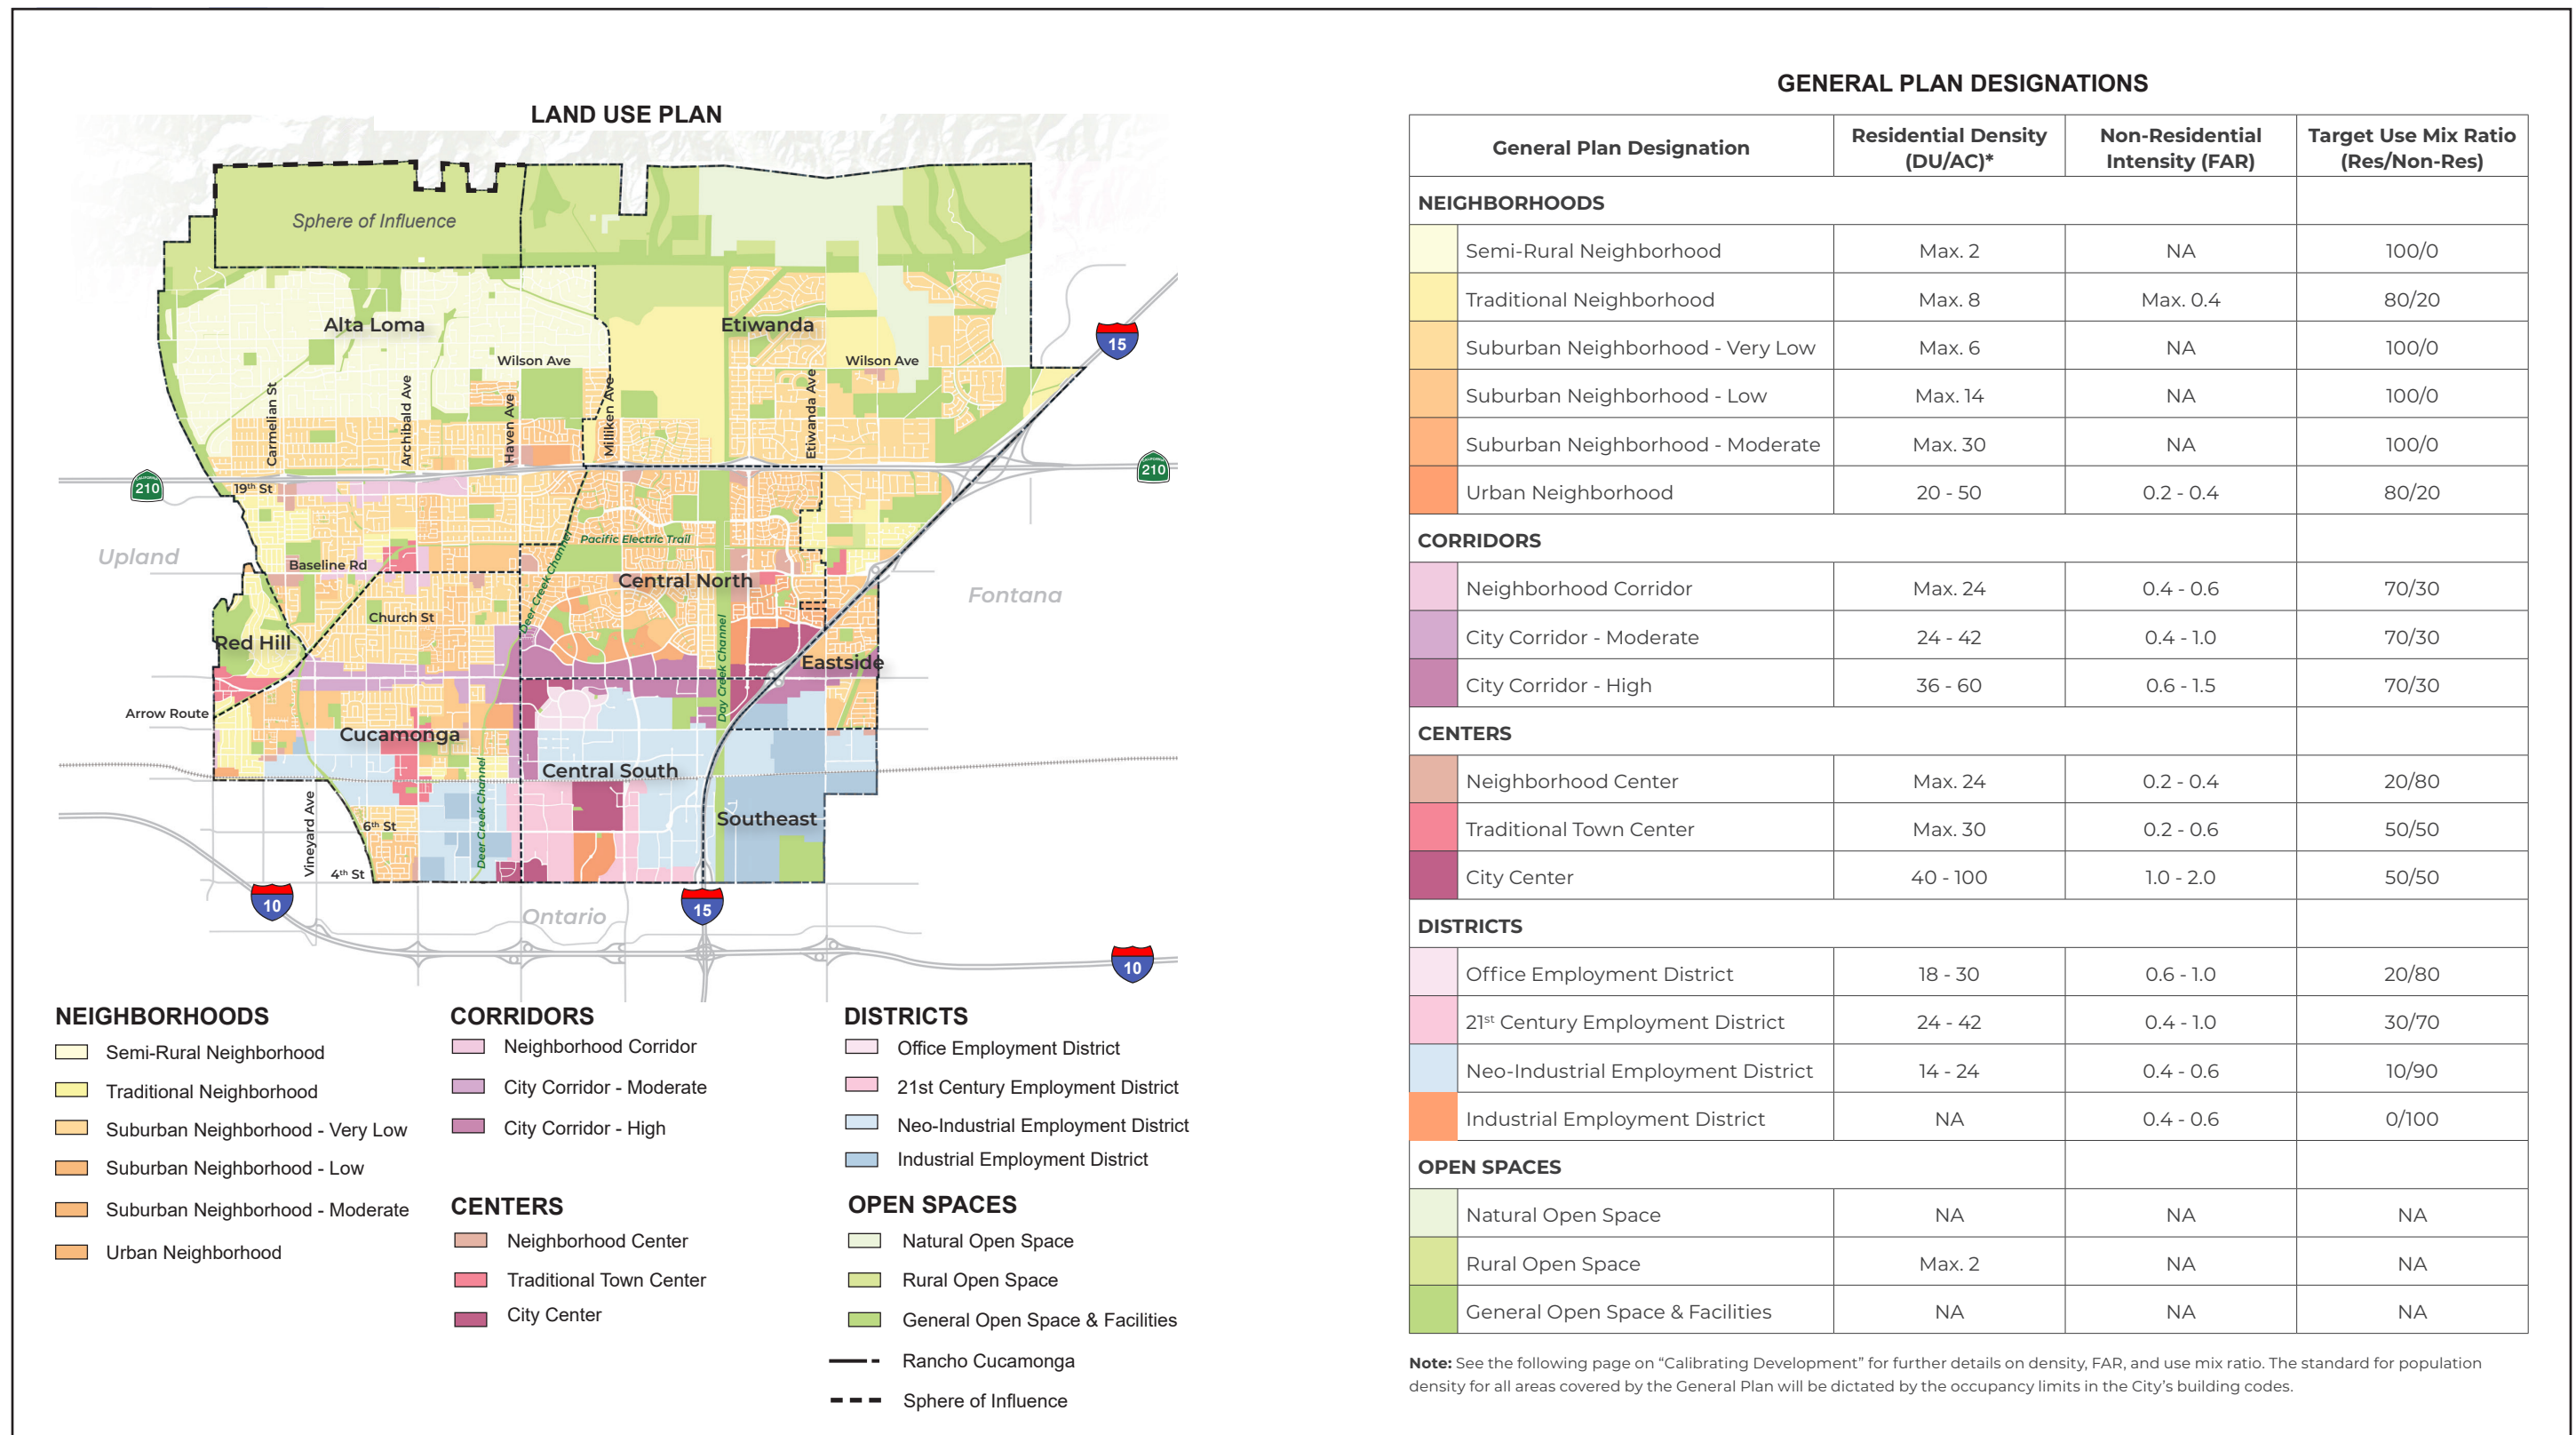 LAND USE PLAN
Sphere of Influence
Alta Loma
Etiwanda
15
Wilson Ave
Wilson Ave
Carnelian St
Archibald Ave
Haven Ave
Milliken Ave
Etiwanda Ave
210
210
19th St
Upland
Pacific Electric Trail
Baseline Rd
Deer Creek Channel
Central North
Fontana
Church St
Red Hill
Day Creek Channel
Eastside
Arrow Route
Cucamonga
Central South
Deer Creek Channel
Vineyard Ave
Southeast
6th St
4th St
10
15
Ontario
10
NEIGHBORHOODS
Semi-Rural Neighborhood
Traditional Neighborhood
Suburban Neighborhood - Very Low
Suburban Neighborhood - Low
Suburban Neighborhood - Moderate
Urban Neighborhood
CORRIDORS
Neighborhood Corridor
City Corridor - Moderate
City Corridor - High
CENTERS
Neighborhood Center
Traditional Town Center
City Center
DISTRICTS
Office Employment District
21st Century Employment District
Neo-Industrial Employment District
Industrial Employment District
OPEN SPACES
Natural Open Space
Rural Open Space
General Open Space & Facilities
Rancho Cucamonga
Sphere of Influence
GENERAL PLAN DESIGNATIONS
General Plan Designation Residential Density (DU/AC)* Non-Residential Intensity (FAR) Target Use Mix Ratio (Res/Non-Res)
NEIGHBORHOODS
Semi-Rural Neighborhood Max. 2 NA 100/0
Traditional Neighborhood Max. 8 Max. 0.4 80/20
Suburban Neighborhood - Very Low Max. 6 NA 100/0
Suburban Neighborhood - Low Max. 14 NA 100/0
Suburban Neighborhood - Moderate Max. 30 NA 100/0
Urban Neighborhood 20 - 50 0.2 - 0.4 80/20
CORRIDORS
Neighborhood Corridor Max. 24 0.4 - 0.6 70/30
City Corridor - Moderate 24 - 42 0.4 - 1.0 70/30
City Corridor - High 36 - 60 0.6 - 1.5 70/30
CENTERS
Neighborhood Center Max. 24 0.2 - 0.4 20/80
Traditional Town Center Max. 30 0.2 - 0.6 50/50
City Center 40 - 100 1.0 - 2.0 50/50
DISTRICTS
Office Employment District 18 - 30 0.6 - 1.0 20/80
21st Century Employment District 24 - 42 0.4 - 1.0 30/70
Neo-Industrial Employment District 14 - 24 0.4 - 0.6 10/90
Industrial Employment District NA 0.4 - 0.6 0/100
OPEN SPACES
Natural Open Space NA NA NA
Rural Open Space Max. 2 NA NA
General Open Space & Facilities NA NA NA
Note: See the following page on “Calibrating Development” for further details on density, FAR, and use mix ratio. The standard for population
density for all areas covered by the General Plan will be dictated by the occupancy limits in the City’s building codes.